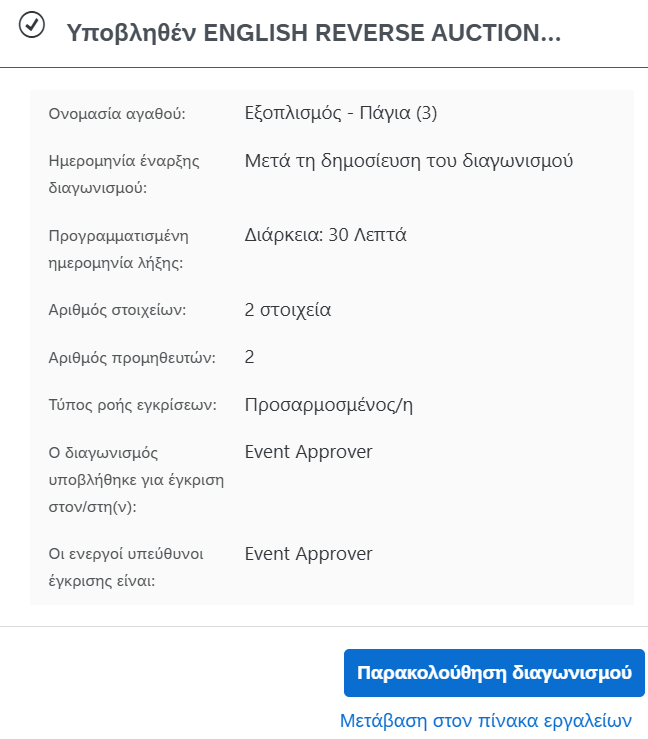 Υποβληθέν ENGLISH REVERSE AUCTION...
Ονομασία αγαθού: Εξοπλισμός - Πάγια (3)
Ημερομηνία έναρξης Μετά τη δημοσίευση του διαγωνισμού
διαγωνισμού:
Προγραμματισμένη Διάρκεια: 30 Λεπτά
ημερομηνία λήξης:
Αριθμός στοιχείων: 2 στοιχεία
Αριθμός προμηθευτών: 2
Τύπος ροής εγκρίσεων: Προσαρμοσμένος/η
Ο διαγωνισμός Event Approver
υποβλήθηκε για έγκριση
στον/στη(ν):
Οι ενεργοί υπεύθυνοι Event Approver
έγκρισης είναι:
Παρακολούθηση διαγωνισμού
Μετάβαση στον πίνακα εργαλείων